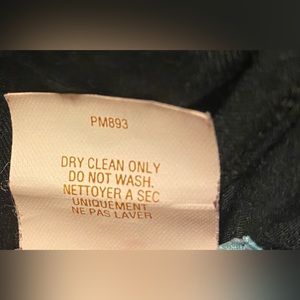 PM893
DRY CLEAN ONLY
DO NOT WASH.
NETTOYER A SEC
UNIQUEMENT
NE PAS LAVER